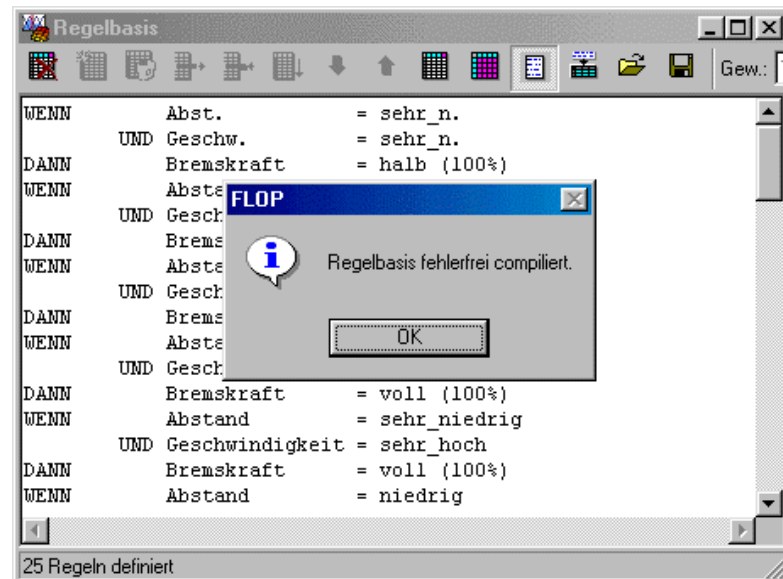 Regelbasis
Gew.:
WENN Abst. = sehr_n.
UND Geschw. = sehr_n.
DANN Bremskraft = halb (100%)
WENN
UND
DANN
WENN
UND
DANN
WENN
UND
DANN Bremskraft = voll (100%)
WENN Abstand = sehr_niedrig
UND Geschwindigkeit = sehr_hoch
DANN Bremskraft = voll (100%)
WENN Abstand = niedrig
FLOP
Regelbasis fehlerfrei compiliert.
OK
25 Regeln definiert